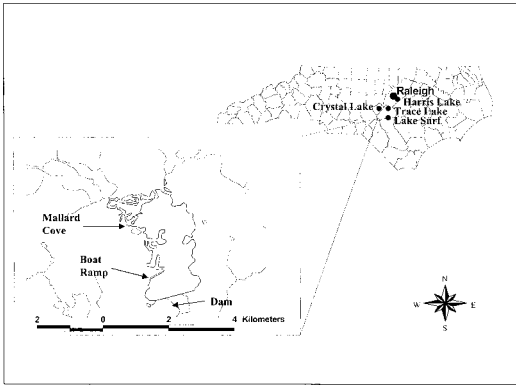 Raleigh
Harris Lake
Crystal Lake
Trace Lake
Lake Surf
Mallard
Cove
Boat
Ramp
Dam
2 0 2 4 Kilometers
N
W E
S